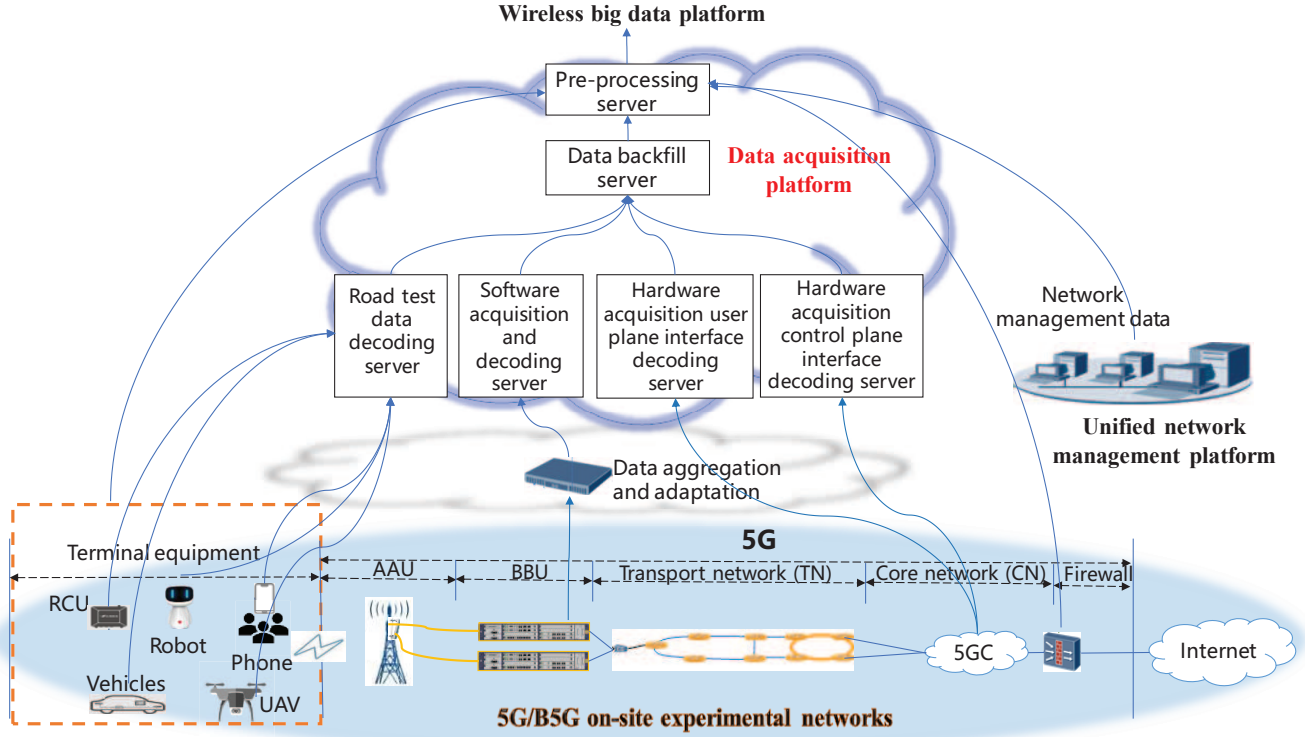 Wireless big data platform
Pre-processing
server
Data backfill
server
Data acquisition
platform
Road test
data
decoding
server
Software
acquisition
and
decoding
server
Hardware
acquisition user
plane interface
decoding
server
Hardware
acquisition
control plane
interface
decoding server
Network
management data
Unified network
management platform
Data aggregation
and adaptation
5G
Terminal equipment
AAU
BBU
Transport network (TN)
Core network (CN)
Firewall
RCU
Robot
Phone
Vehicles
UAV
5GC
Internet
5G/B5G on-site experimental networks